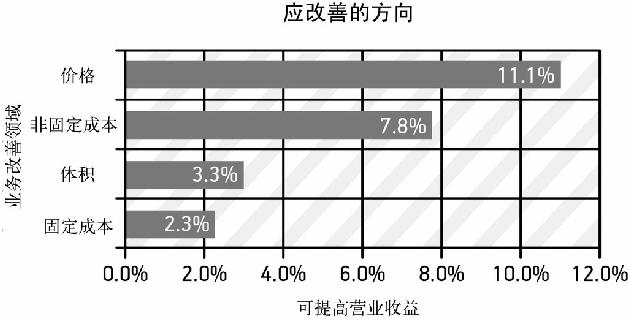 应改善的方向
业务改善领域
价格
11.1%
非固定成本
7.8%
体积
3.3%
固定成本
2.3%
0.0% 2.0% 4.0% 6.0% 8.0% 10.0% 12.0%
可提高营业收益